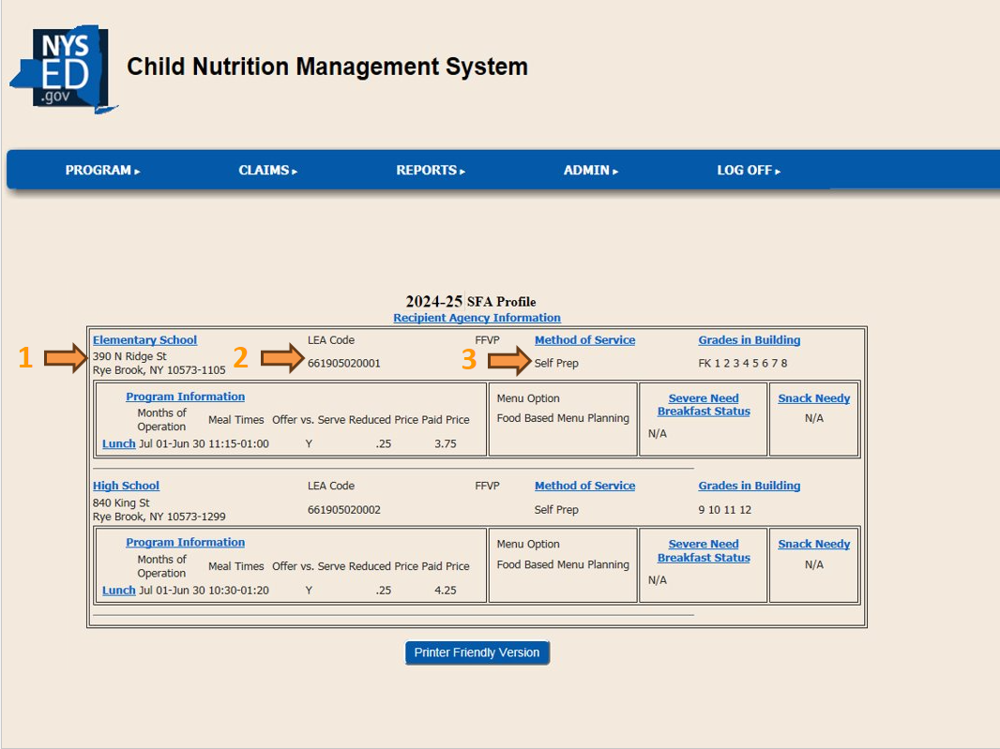 NYS
ED
.gov
Child Nutrition Management System
PROGRAM ▸ CLAIMS ▸ REPORTS ▸ ADMIN ▸ LOG OFF ▸
2024-25 SFA Profile
Recipient Agency Information
Elementary School LEA Code FFVP Method of Service Grades in Building
1 390 N Ridge St 2 661905020001 3 Self Prep FK 1 2 3 4 5 6 7 8
Rye Brook, NY 10573-1105
Program Information Menu Option Severe Need Snack Needy
Months of Meal Times Offer vs. Serve Reduced Price Paid Price Food Based Menu Planning Breakfast Status N/A
Operation N/A
Lunch Jul 01-Jun 30 11:15-01:00 Y .25 3.75
High School LEA Code FFVP Method of Service Grades in Building
840 King St 661905020002 Self Prep 9 10 11 12
Rye Brook, NY 10573-1299
Program Information Menu Option Severe Need Snack Needy
Months of Meal Times Offer vs. Serve Reduced Price Paid Price Food Based Menu Planning Breakfast Status N/A
Operation N/A
Lunch Jul 01-Jun 30 10:30-01:20 Y .25 4.25
Printer Friendly Version